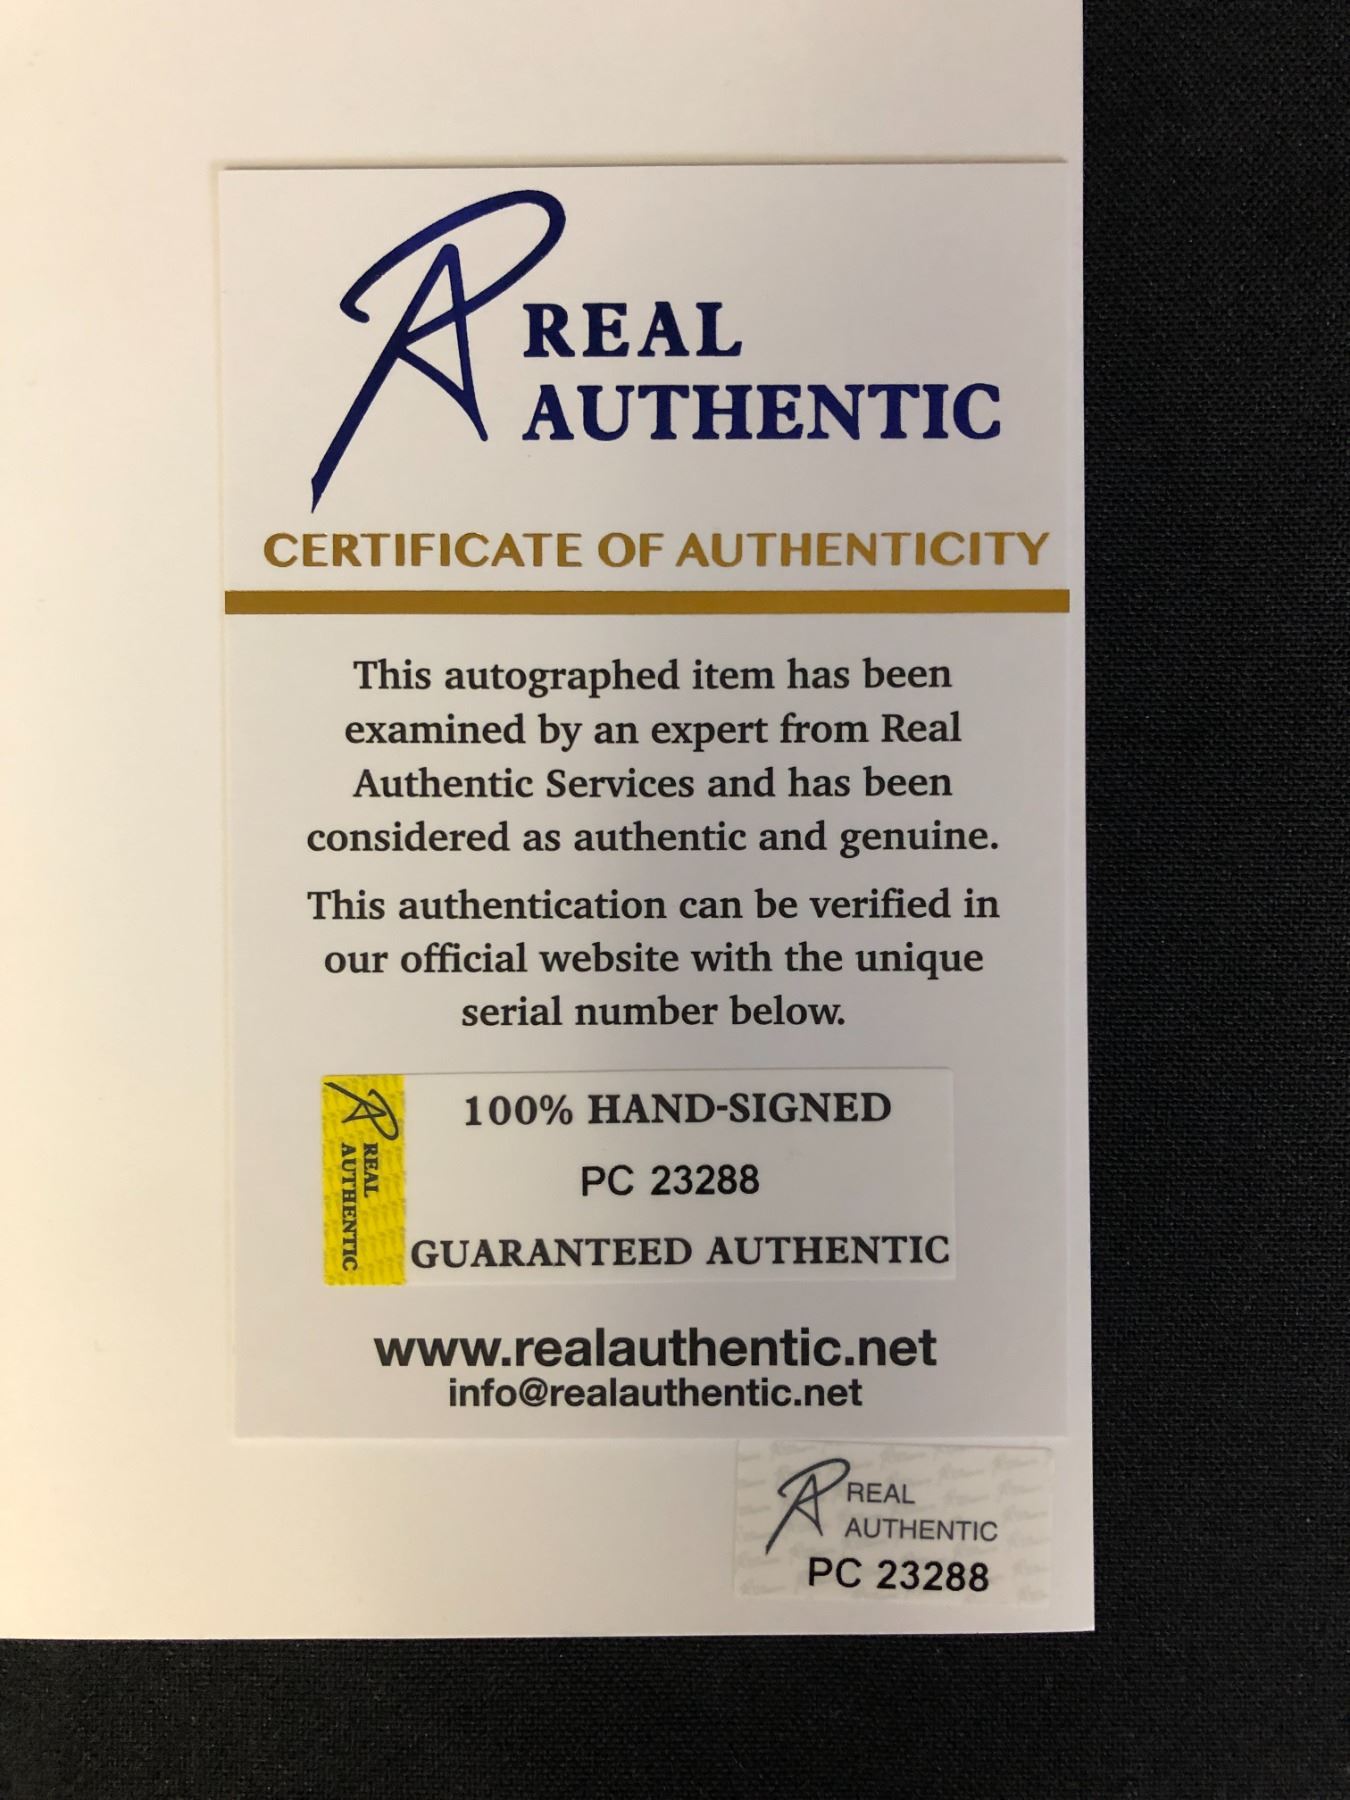 REAL
AUTHENTIC
CERTIFICATE OF AUTHENTICITY
This autographed item has been
examined by an expert from Real
Authentic Services and has been
considered as authentic and genuine.
This authentication can be verified in
our official website with the unique
serial number below.
REAL
AUTHENTIC
100% HAND-SIGNED
PC 23288
GUARANTEED AUTHENTIC
www.realauthentic.net
info@realauthentic.net
REAL
AUTHENTIC
PC 23288